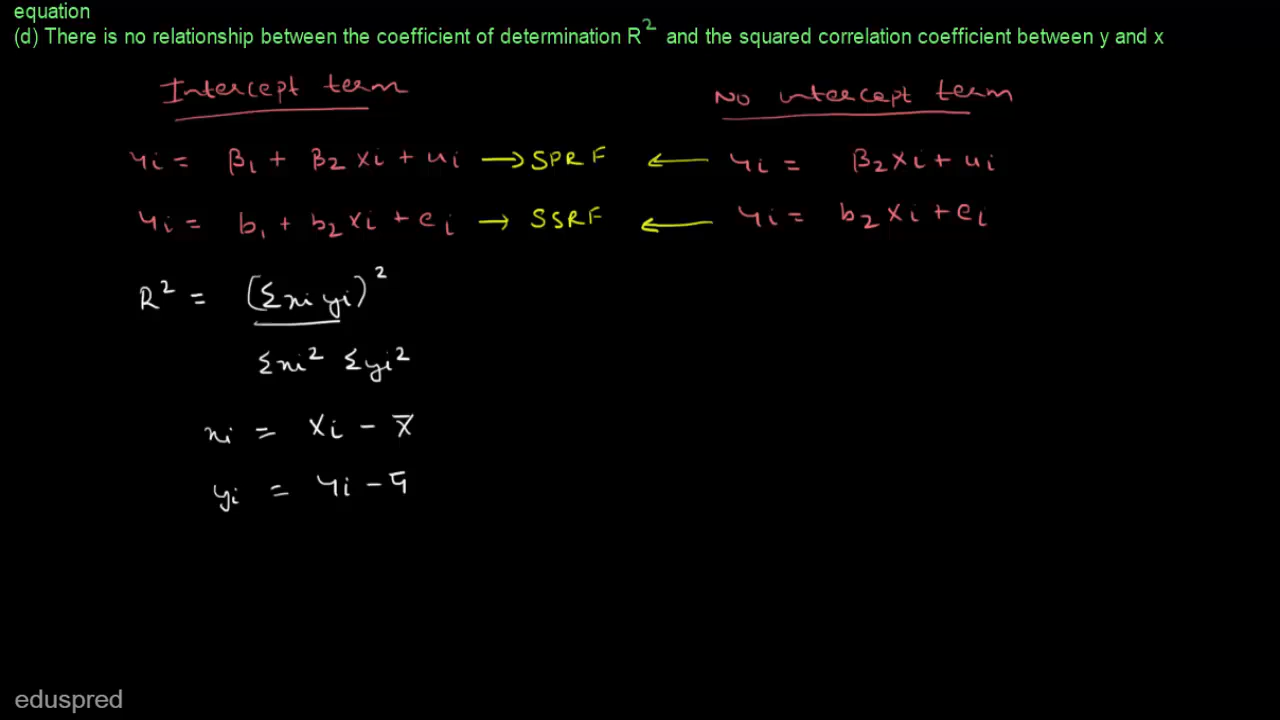 equation
(d) There is no relationship between the coefficient of determination R² and the squared correlation coefficient between y and x
Intercept term
No intercept term
Yi = β1 + β2 Xi + ui → SPRF ← Yi = β2 Xi + ui
Yi = b1 + b2 Xi + ei → SSRF ← Yi = b2 Xi + ei
R² = (Σxi yi)²
Σxi² Σyi²
xi = Xi − X̅
yi = Yi − Y̅
eduspred